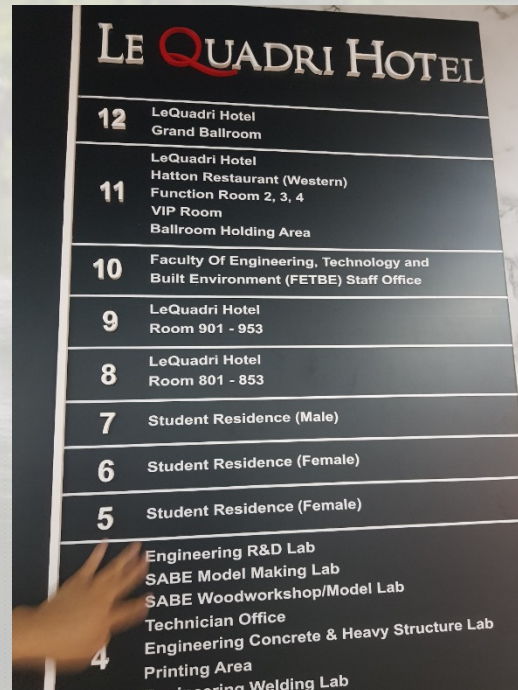 LE QUADRI HOTEL
12
LeQuadri Hotel
Grand Ballroom
11
LeQuadri Hotel
Hatton Restaurant (Western)
Function Room 2, 3, 4
VIP Room
Ballroom Holding Area
10
Faculty Of Engineering, Technology and
Built Environment (FETBE) Staff Office
9
LeQuadri Hotel
Room 901 - 953
8
LeQuadri Hotel
Room 801 - 853
7
Student Residence (Male)
6
Student Residence (Female)
5
Student Residence (Female)
4
Engineering R&D Lab
SABE Model Making Lab
SABE Woodworkshop/Model Lab
Technician Office
Engineering Concrete & Heavy Structure Lab
Printing Area
Engineering Welding Lab